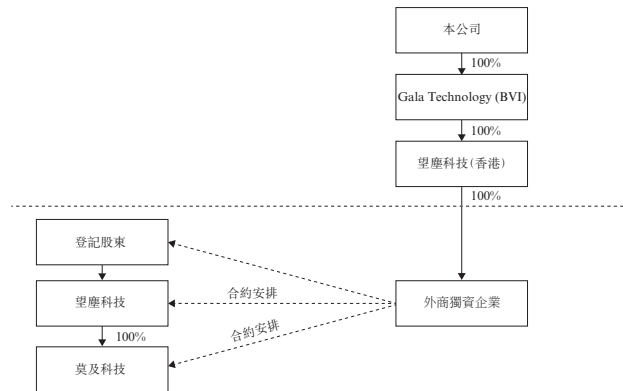 本公司
100%
Gala Technology (BVI)
100%
望塵科技(香港)
100%
登記股東
望塵科技
合約安排
外商獨資企業
100%
合約安排
莫及科技